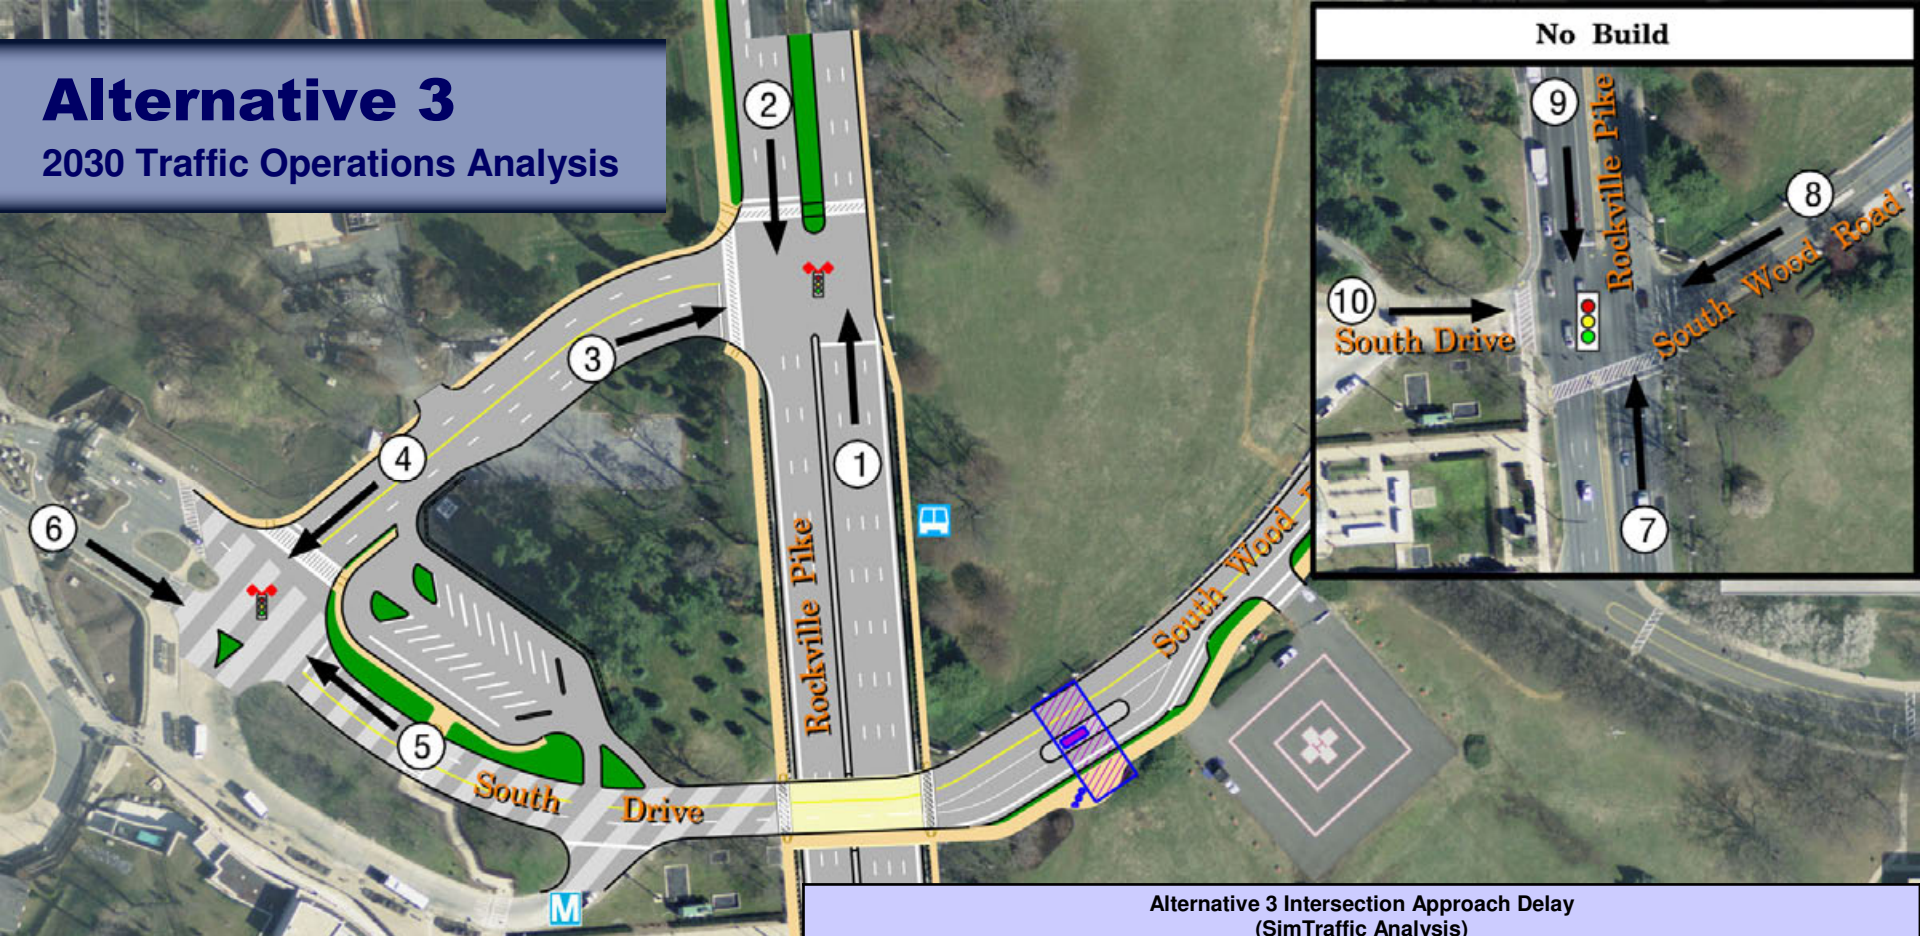 Alternative 3
2030 Traffic Operations Analysis
No Build
9
Rockville Pike
8
South Wood Road
10
South Drive
7
2
3
1
4
6
5
Rockville Pike
South Wood
South Drive
M
H
Alternative 3 Intersection Approach Delay
(SimTraffic Analysis)